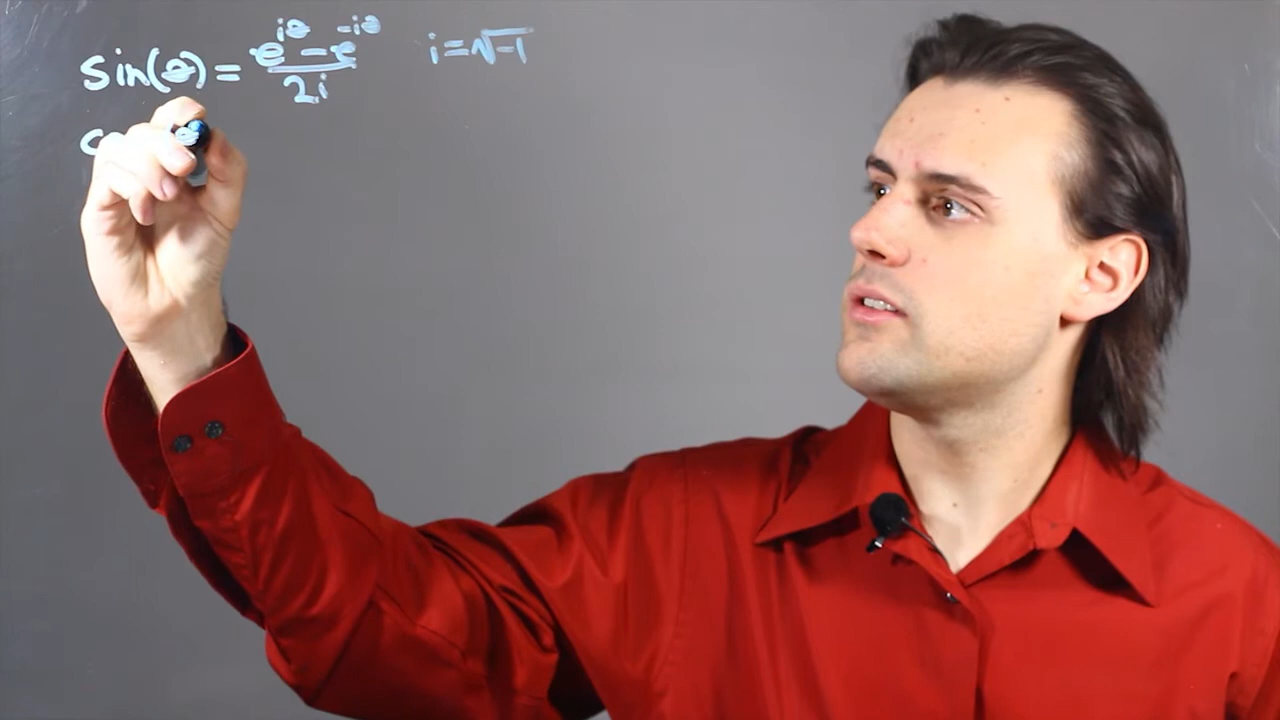 sin(θ) = (e^{iθ} − e^{-iθ})/2i   i = √-1
c